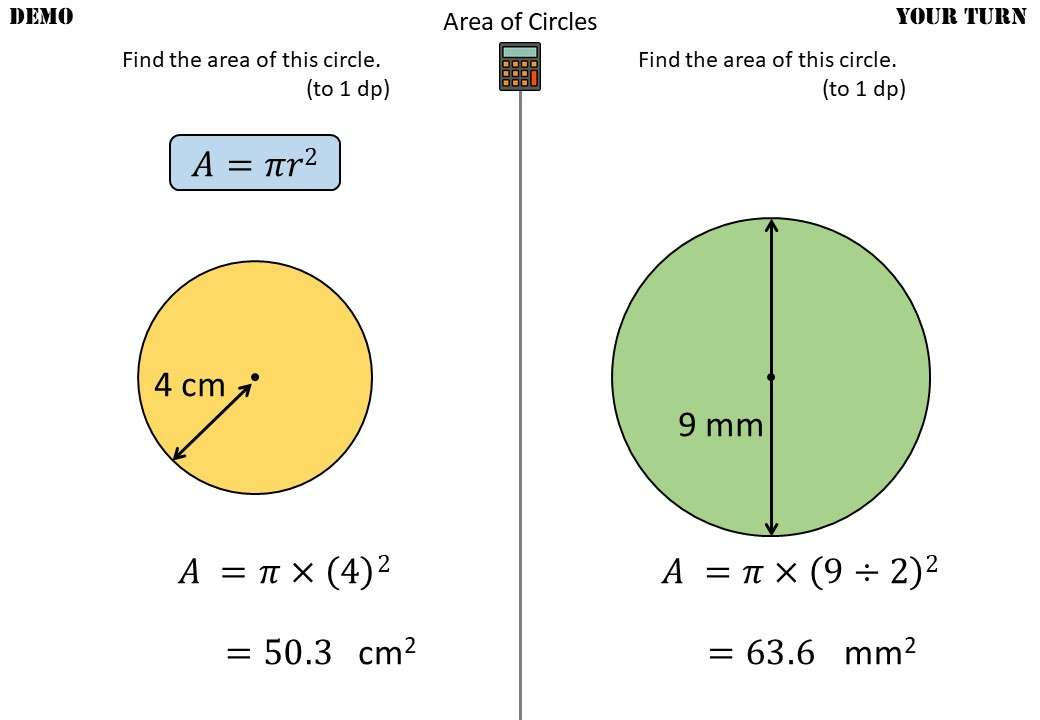 DEMO
Area of Circles
YOUR TURN
Find the area of this circle.
(to 1 dp)
A = πr²
4 cm
A = π × (4)²
= 50.3 cm²
Find the area of this circle.
(to 1 dp)
9 mm
A = π × (9 ÷ 2)²
= 63.6 mm²